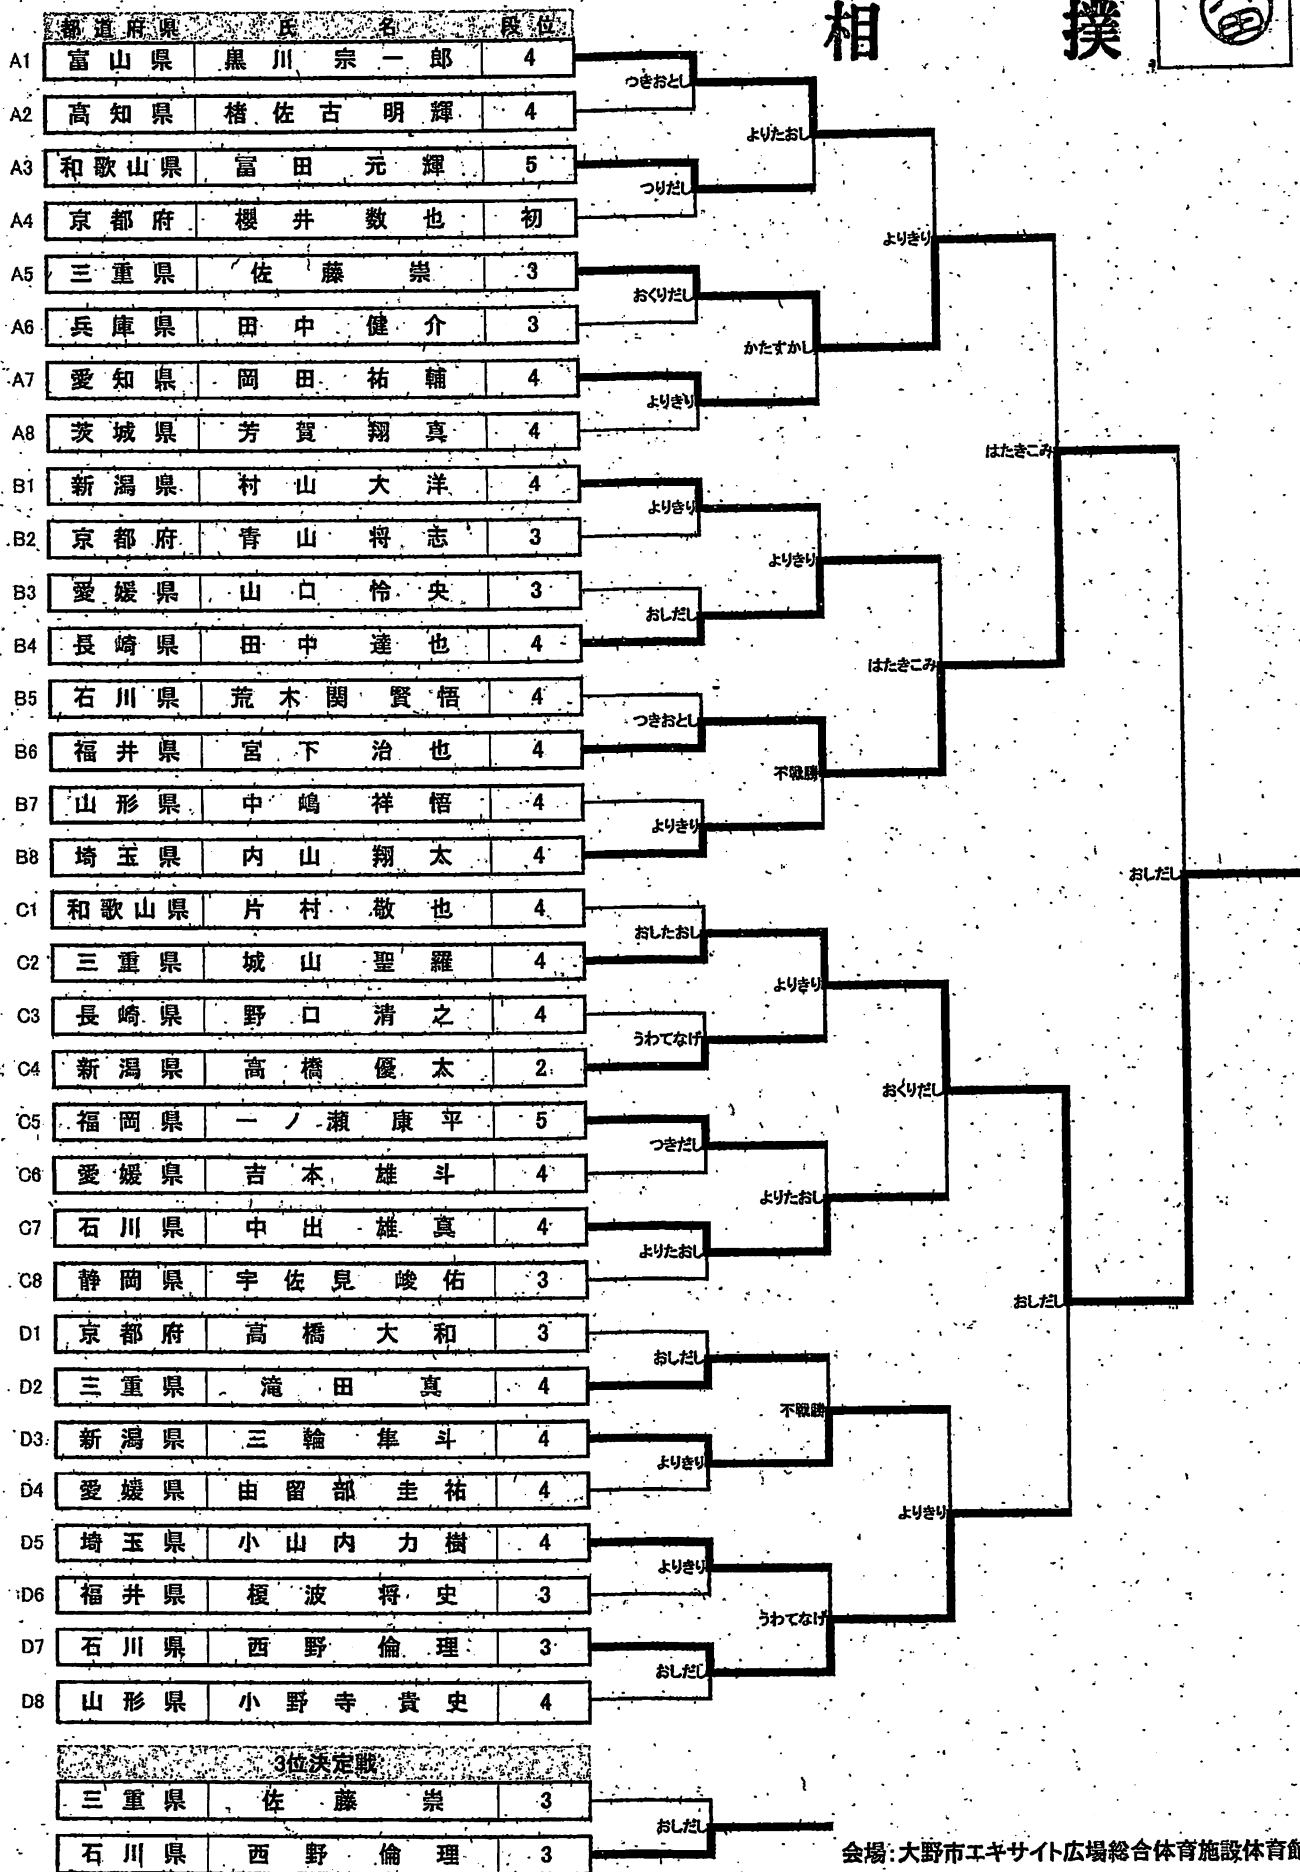 相撲
都道府県 氏名 段位
A1 富山県 黒川宗一郎 4
A2 高知県 楮佐古明輝 4
A3 和歌山県 冨田元輝 5
A4 京都府 櫻井数也 初
A5 三重県 佐藤崇 3
A6 兵庫県 田中健介 3
A7 愛知県 岡田祐輔 4
A8 茨城県 芳賀翔真 4
B1 新潟県 村山大洋 4
B2 京都府 青山将志 3
B3 愛媛県 山口怜央 3
B4 長崎県 田中達也 4
B5 石川県 荒木関賢悟 4
B6 福井県 宮下治也 4
B7 山形県 中嶋祥悟 4
B8 埼玉県 内山翔太 4
C1 和歌山県 片村敬也 4
C2 三重県 城山聖羅 4
C3 長崎県 野口清之 4
C4 新潟県 高橋優太 2
C5 福岡県 一ノ瀬康平 5
C6 愛媛県 吉本雄斗 4
C7 石川県 中出雄真 4
C8 静岡県 宇佐見峻佑 3
D1 京都府 高橋大和 3
D2 三重県 滝田真 4
D3 新潟県 三輪隼斗 4
D4 愛媛県 由留部圭祐 4
D5 埼玉県 小山内力樹 4
D6 福井県 榎波将史 3
D7 石川県 西野倫理 3
D8 山形県 小野寺貴史 4
つきおとし
つりだし
おくりだし
よりきり
よりきり
おしだし
つきおとし
よりきり
おしたおし
うわてなげ
つきだし
よりたおし
おしだし
よりきり
よりきり
おしだし
よりたおし
かたすかし
よりきり
不戦勝
よりきり
よりたおし
不戦勝
うわてなげ
よりきり
はたきこみ
おくりだし
よりきり
はたきこみ
おしだし
おしだし
3位決定戦
三重県 佐藤崇 3
石川県 西野倫理 3
おしだし
会場:大野市エキサイト広場総合体育施設体育館